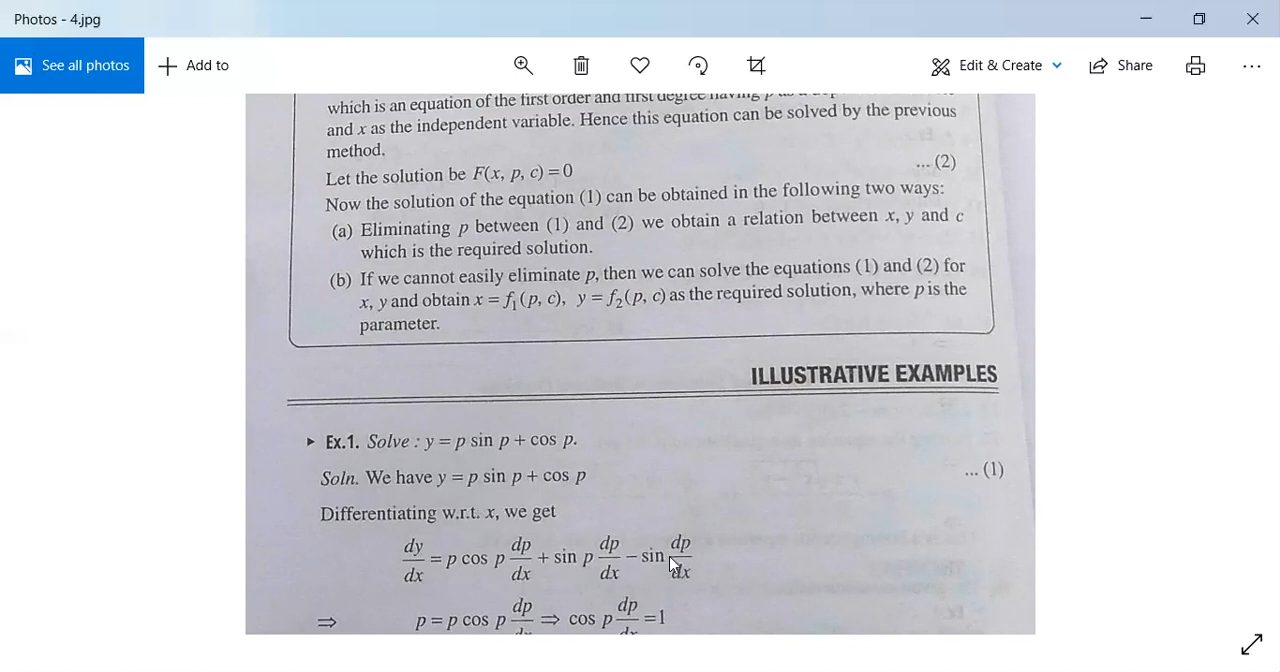 Photos - 4.jpg
See all photos
Add to
Edit & Create
Share
which is an equation of the first order and first degree having p as a
and x as the independent variable. Hence this equation can be solved by the previous
method.
Let the solution be F(x, p, c) = 0 ... (2)
Now the solution of the equation (1) can be obtained in the following two ways:
(a) Eliminating p between (1) and (2) we obtain a relation between x, y and c
which is the required solution.
(b) If we cannot easily eliminate p, then we can solve the equations (1) and (2) for
x, y and obtain x = f₁(p, c), y = f₂(p, c) as the required solution, where p is the
parameter.
ILLUSTRATIVE EXAMPLES
▸ Ex.1. Solve : y = p sin p + cos p.
Soln. We have y = p sin p + cos p ... (1)
Differentiating w.r.t. x, we get
dy/dx = p cos p dp/dx + sin p dp/dx − sin dp/dx
⇒ p = p cos p dp/dx ⇒ cos p dp/dx = 1